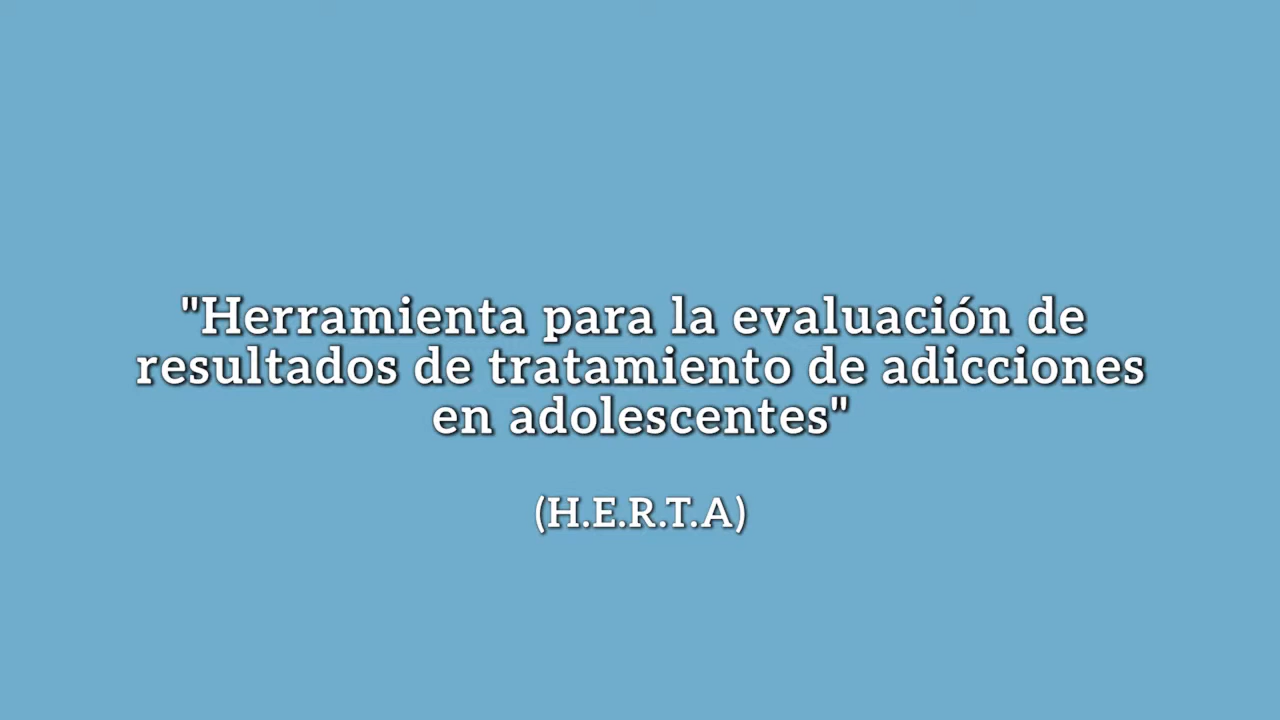 "Herramienta para la evaluación de
resultados de tratamiento de adicciones
en adolescentes"
(H.E.R.T.A)